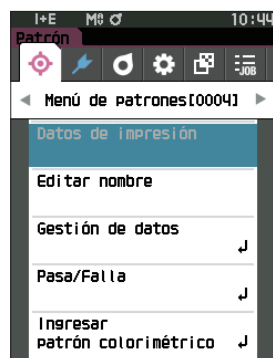 I+E M0 10:44
Patrón
-JOB
Menú de patrones[0004]
Datos de impresión
Editar nombre
Gestión de datos
Pasa/Falla
Ingresar
patrón colorimétrico